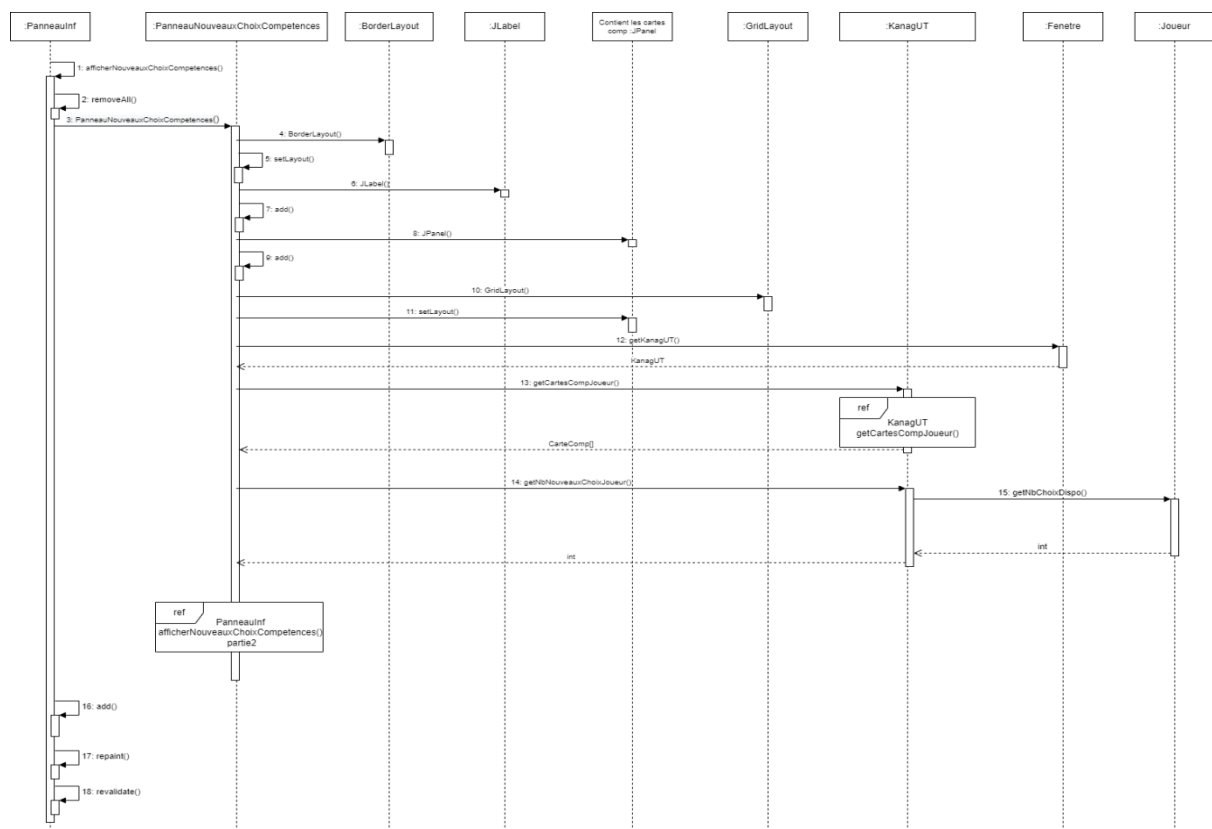 :PanneauInf
:PanneauNouveauxChoixCompetences
:BorderLayout
:JLabel
Contient les cartes
comp :JPanel
:GridLayout
:KanagUT
:Fenetre
:Joueur
1: afficherNouveauxChoixCompetences()
2: removeAll()
3: PanneauNouveauxChoixCompetences()
4: BorderLayout()
5: setLayout()
6: JLabel()
7: add()
8: JPanel()
9: add()
10: GridLayout()
11: setLayout()
12: getKanagUT()
KanagUT
13: getCartesCompJoueur()
ref
KanagUT
getCartesCompJoueur()
CarteComp[]
14: getNbNouveauxChoixJoueur()
15: getNbChoixDispo()
int
int
ref
PanneauInf
afficherNouveauxChoixCompetences()
partie2
16: add()
17: repaint()
18: revalidate()